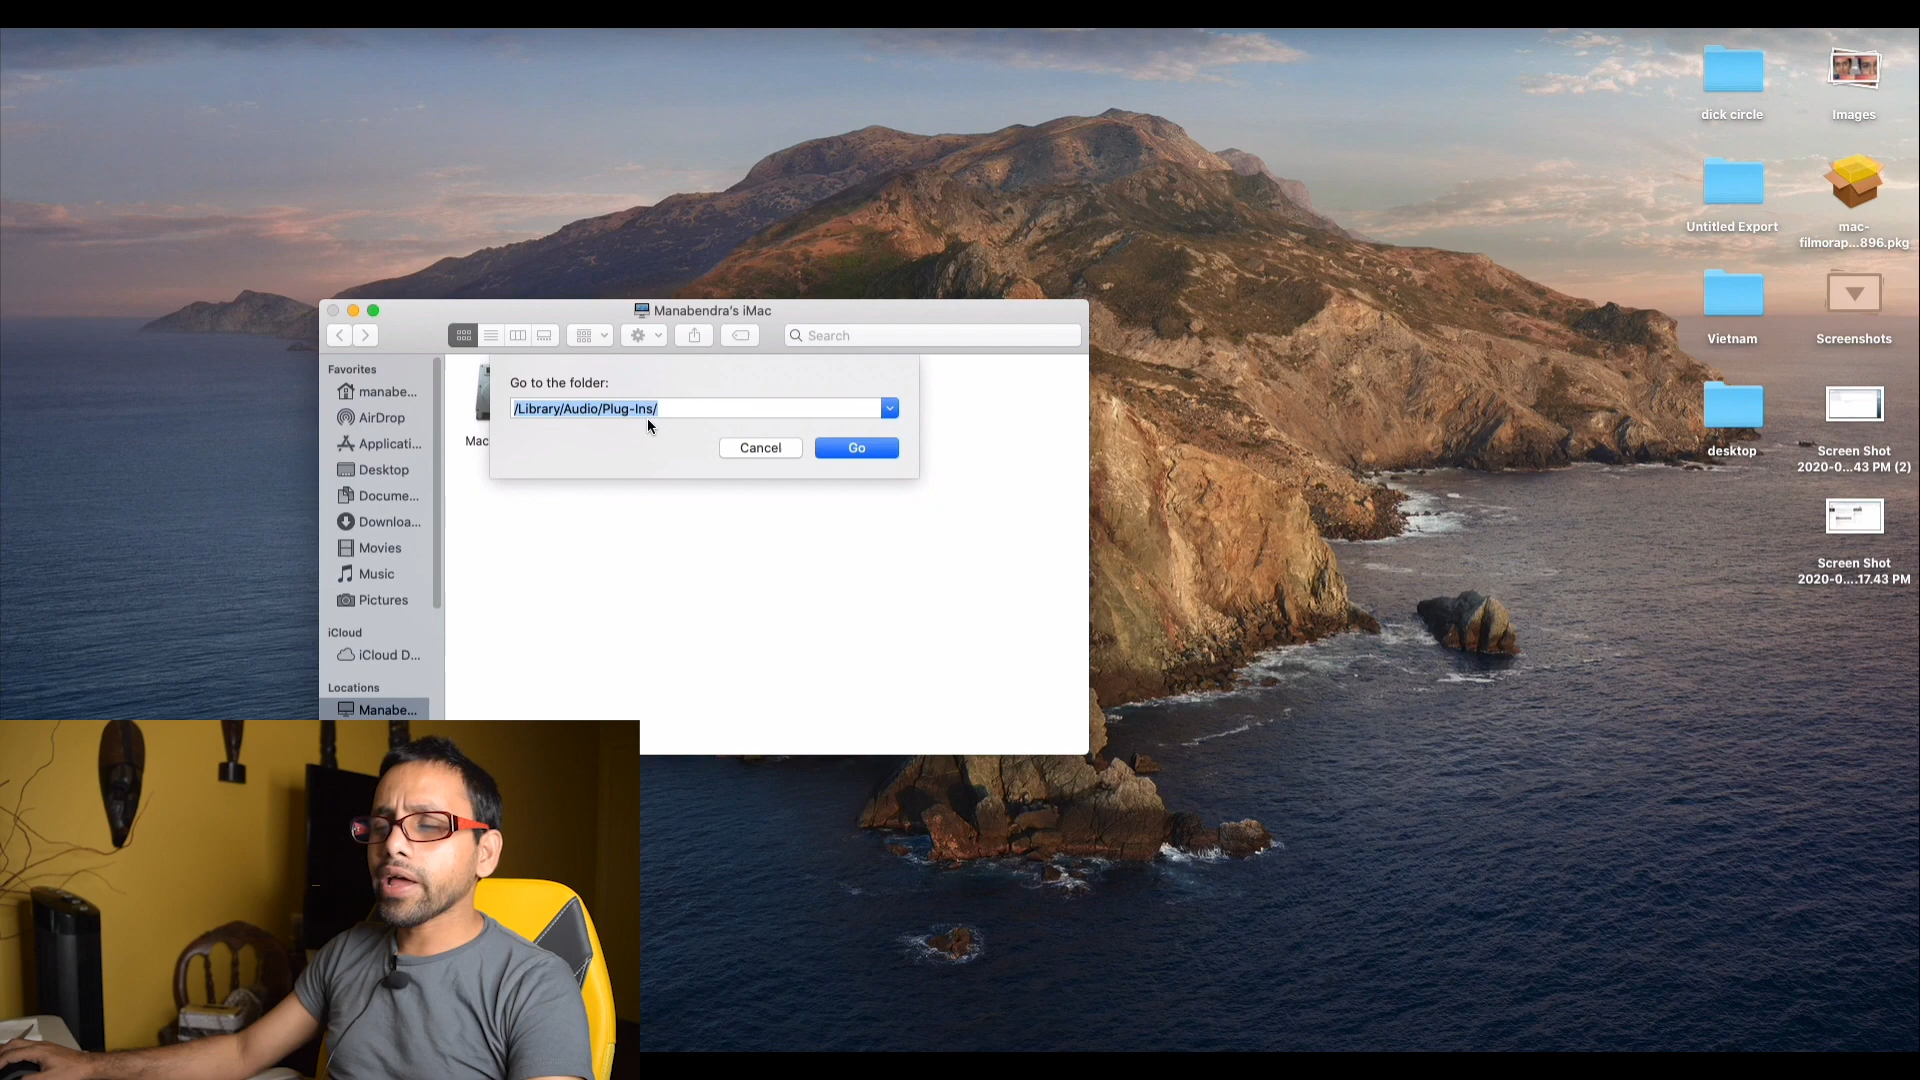 Manabendra's iMac
Search
Favorites
manabe...
AirDrop
Applicati...
Desktop
Docume...
Downloa...
Movies
Music
Pictures
iCloud
iCloud D...
Locations
Manabe...
Mac
Go to the folder:
/Library/Audio/Plug-Ins/
Cancel
Go
dick circle
Images
Untitled Export
mac-
filmorap...896.pkg
Vietnam
Screenshots
desktop
Screen Shot
2020-0...43 PM (2)
Screen Shot
2020-0....17.43 PM